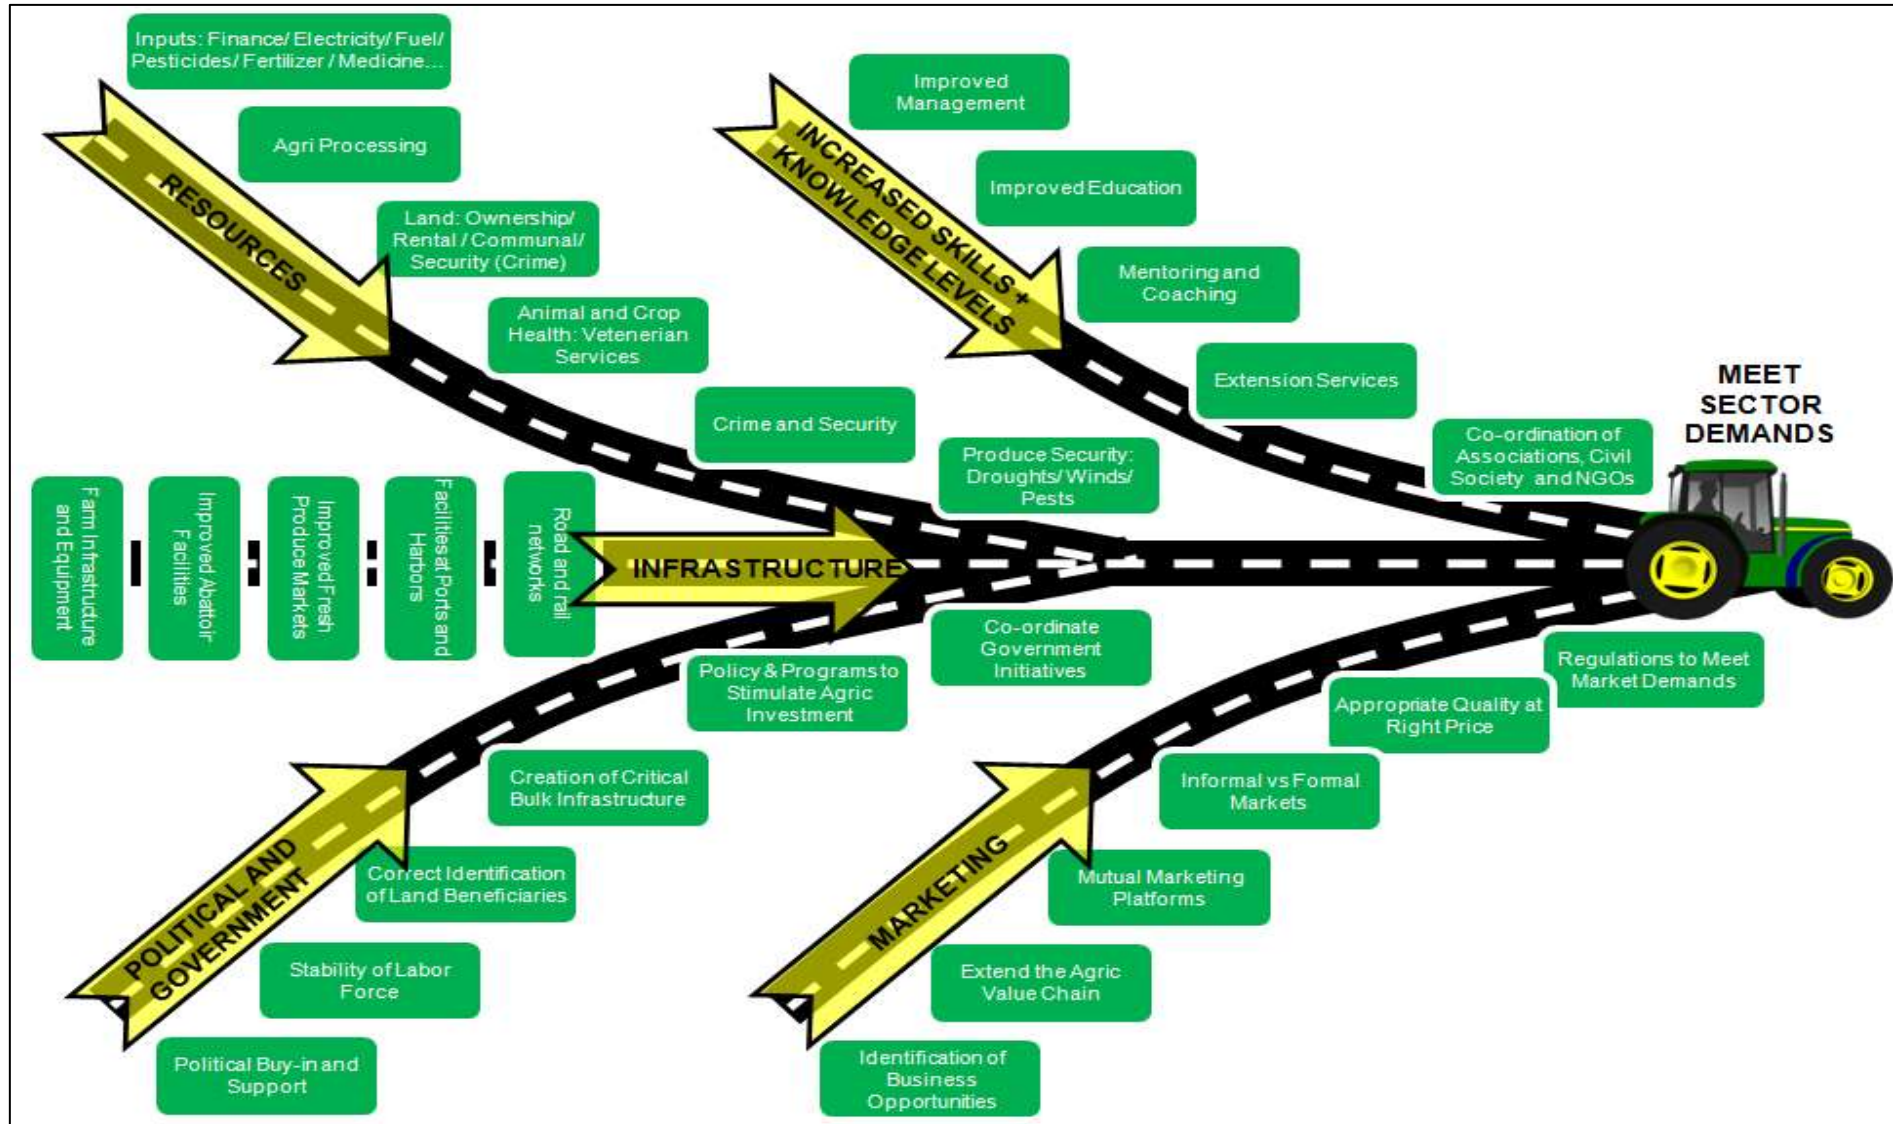 Inputs: Finance/ Electricity/ Fuel/
Pesticides/ Fertilizer / Medicine...
Agri Processing
RESOURCES
Land: Ownership/
Rental / Communal/
Security (Crime)
Animal and Crop
Health: Vetenerian
Services
Crime and Security
Produce Security:
Droughts/ Winds/
Pests
Improved
Management
INCREASED SKILLS +
KNOWLEDGE LEVELS
Improved Education
Mentoring and
Coaching
Extension Services
Co-ordination of
Associations, Civil
Society and NGOs
MEET
SECTOR
DEMANDS
Farm Infrastructure
and Equipment
Improved Abattoir
Facilities
Improved Fresh
Produce Markets
Facilities at Ports and
Harbors
Road and rail
networks
INFRASTRUCTURE
Co-ordinate
Government
Initiatives
Policy & Programs to
Stimulate Agric
Investment
Creation of Critical
Bulk Infrastructure
Correct Identification
of Land Beneficiaries
POLITICAL AND
GOVERNMENT
Stability of Labor
Force
Political Buy-in and
Support
Regulations to Meet
Market Demands
Appropriate Quality at
Right Price
Informal vs Formal
Markets
Mutual Marketing
Platforms
MARKETING
Extend the Agric
Value Chain
Identification of
Business
Opportunities